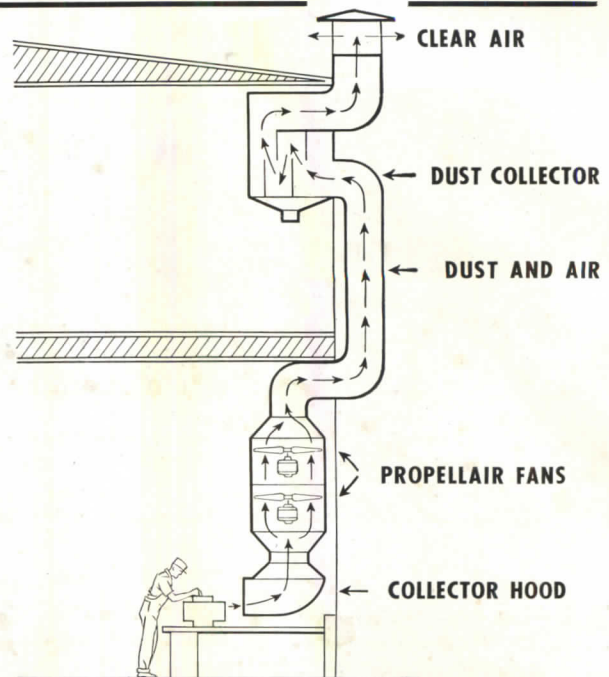 CLEAR AIR
DUST COLLECTOR
DUST AND AIR
PROPELLAIR FANS
COLLECTOR HOOD